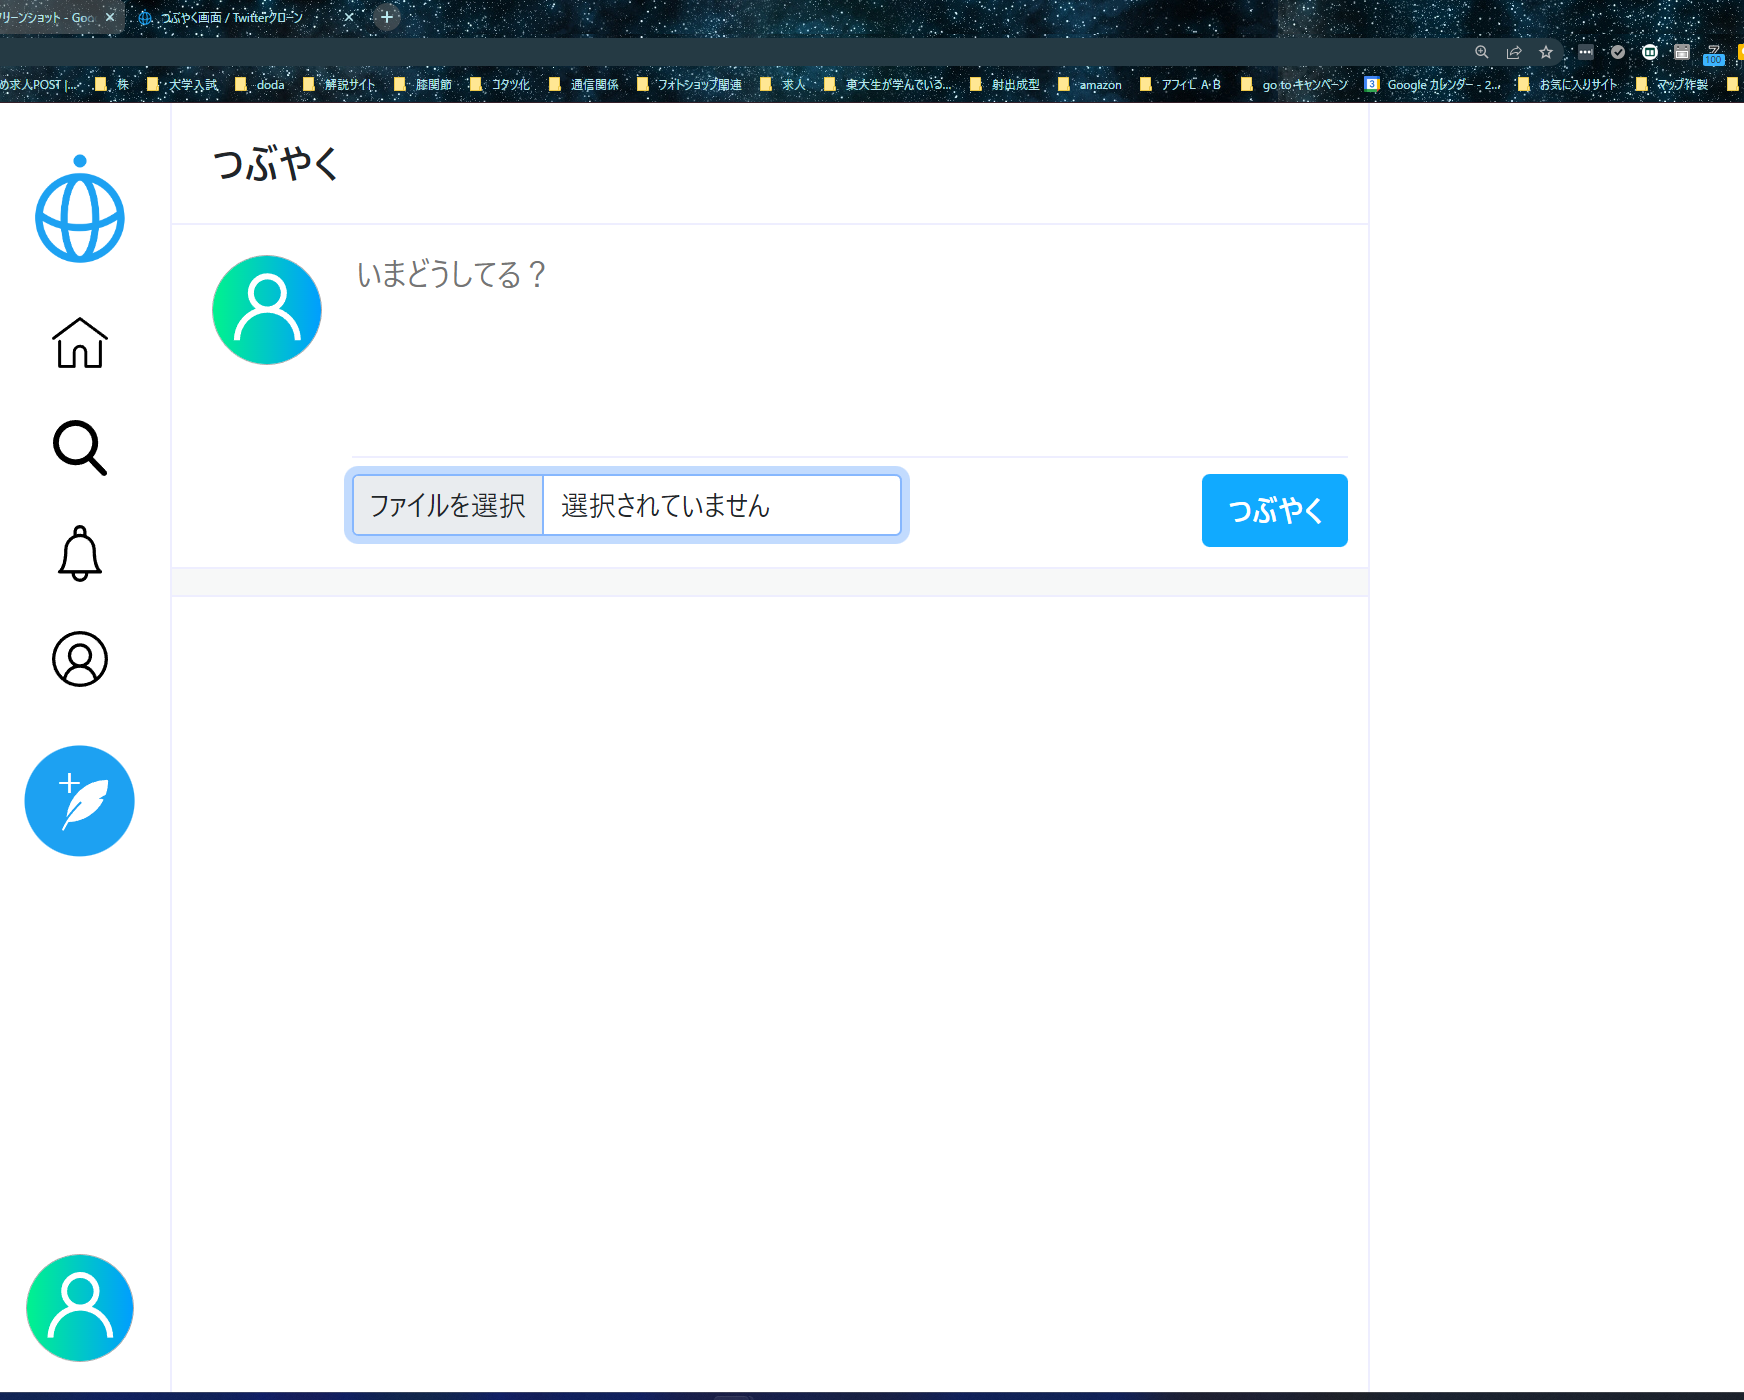 リーンショット - Goo
つぶやく画面 / Twitterクローン
100
め求人POST |...
株
大学入試
doda
解説サイト
膝関節
コタツ化
通信関係
フォトショップ関連
求人
東大生が学んでいる...
射出成型
amazon
アフィL A・B
go to キャンペーン
3
Google カレンダー - 2...
お気に入りサイト
マップ作製
つぶやく
いまどうしてる？
ファイルを選択
選択されていません
つぶやく